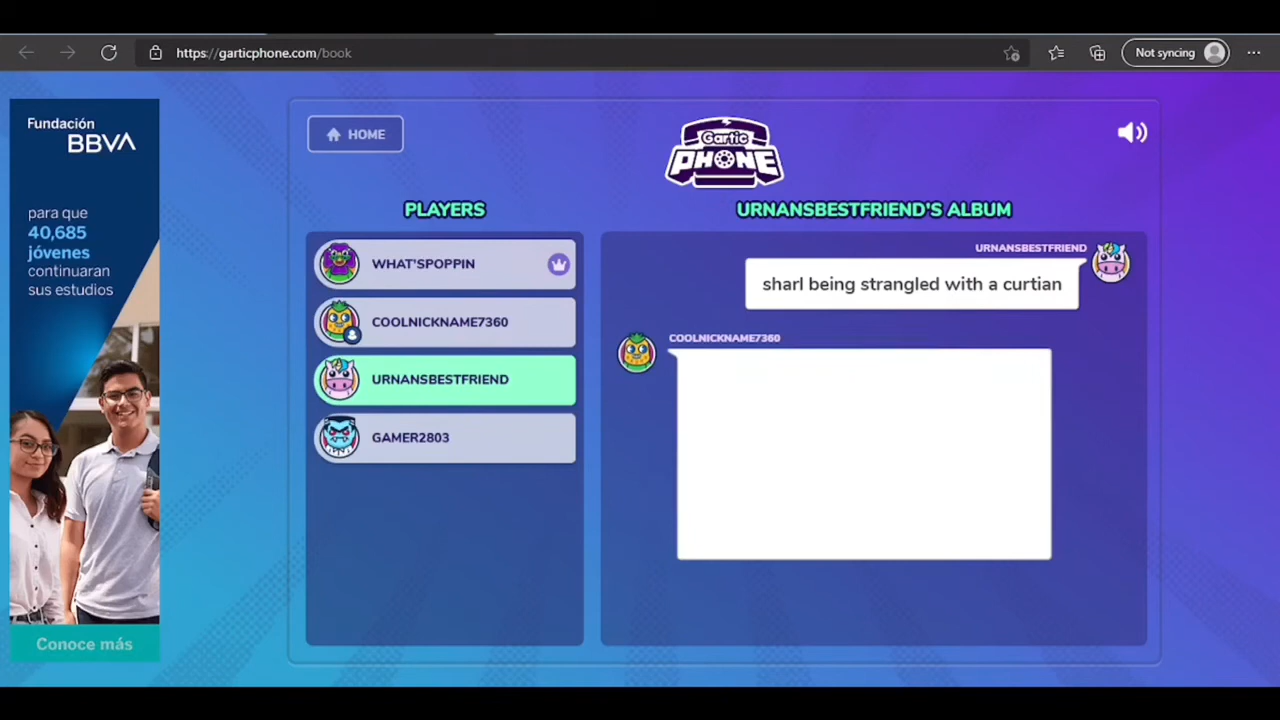 https://garticphone.com/book
Not syncing
Fundación
BBVA
para que
40,685
jóvenes
continuaran
sus estudios
Conoce más
HOME
Gartic
PHONE
PLAYERS
WHAT'SPOPPIN
COOLNICKNAME7360
URNANSBESTFRIEND
GAMER2803
URNANSBESTFRIEND'S ALBUM
URNANSBESTFRIEND
sharl being strangled with a curtian
COOLNICKNAME7360